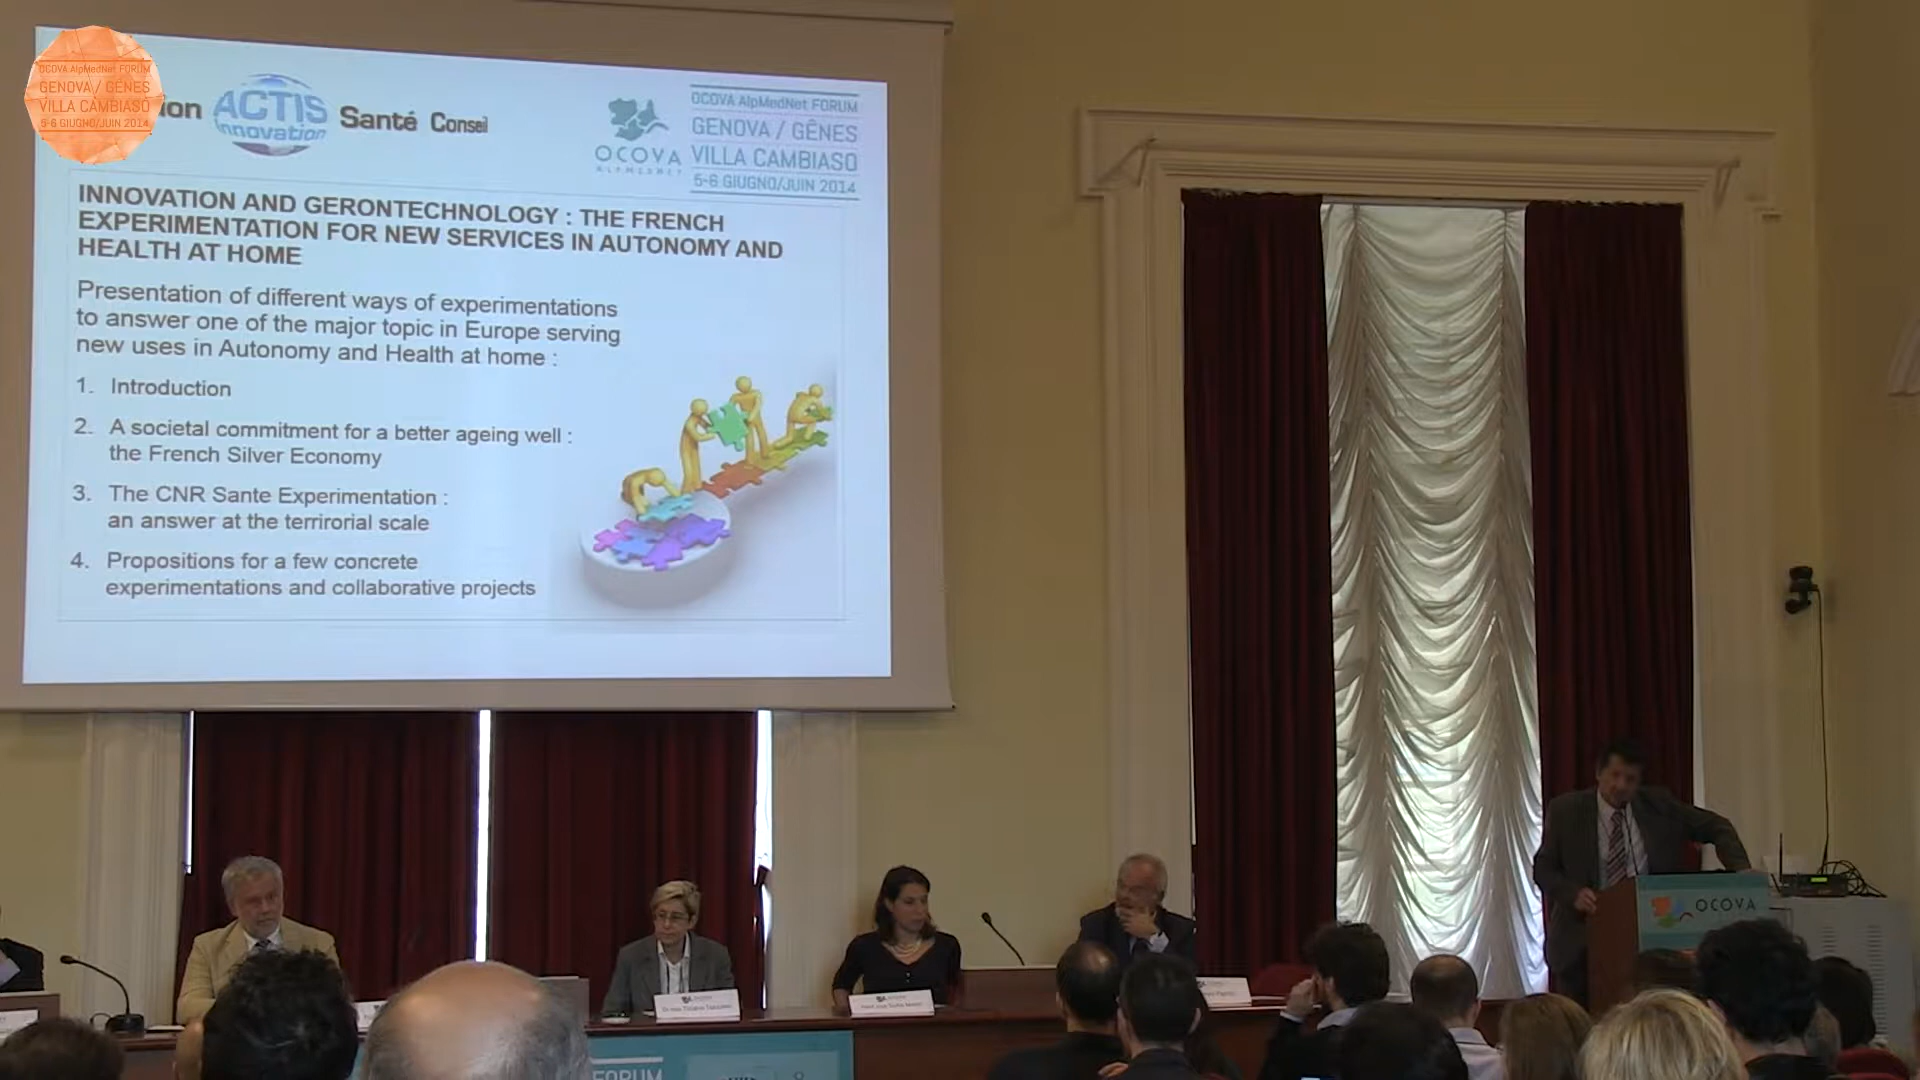 OCOVA AlpMedNet FORUM
GENOVA / GÊNES
VILLA CAMBIASO
5-6 GIUGNO/JUIN 2014
ion
ACTIS
innovation
Santé Conseil
OCOVA
ALPMEDNET
OCOVA AlpMedNet FORUM
GENOVA / GÊNES
VILLA CAMBIASO
5-6 GIUGNO/JUIN 2014
INNOVATION AND GERONTECHNOLOGY : THE FRENCH
EXPERIMENTATION FOR NEW SERVICES IN AUTONOMY AND
HEALTH AT HOME
Presentation of different ways of experimentations
to answer one of the major topic in Europe serving
new uses in Autonomy and Health at home :
1. Introduction
2. A societal commitment for a better ageing well :
the French Silver Economy
3. The CNR Sante Experimentation :
an answer at the terrirorial scale
4. Propositions for a few concrete
experimentations and collaborative projects
OCOVA
FORUM